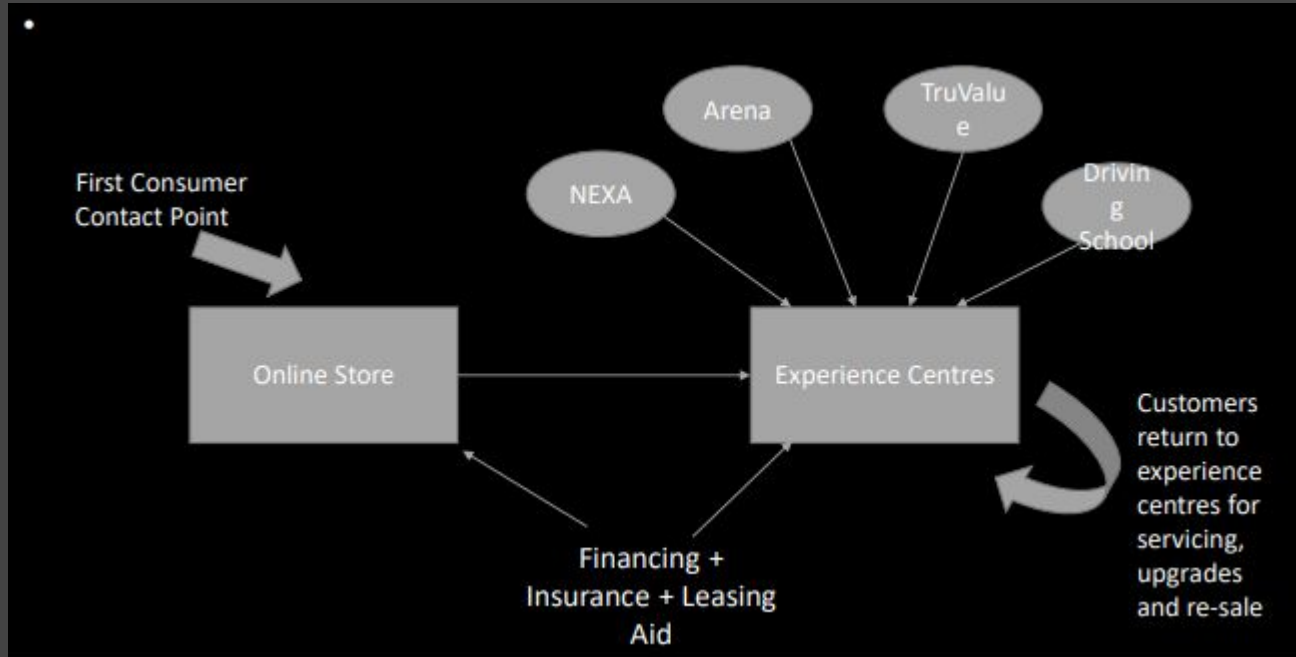 First Consumer
Contact Point
NEXA
Arena
TruValu
e
Drivin
g
School
Online Store
Experience Centres
Customers
return to
experience
centres for
servicing,
upgrades
and re-sale
Financing +
Insurance + Leasing
Aid